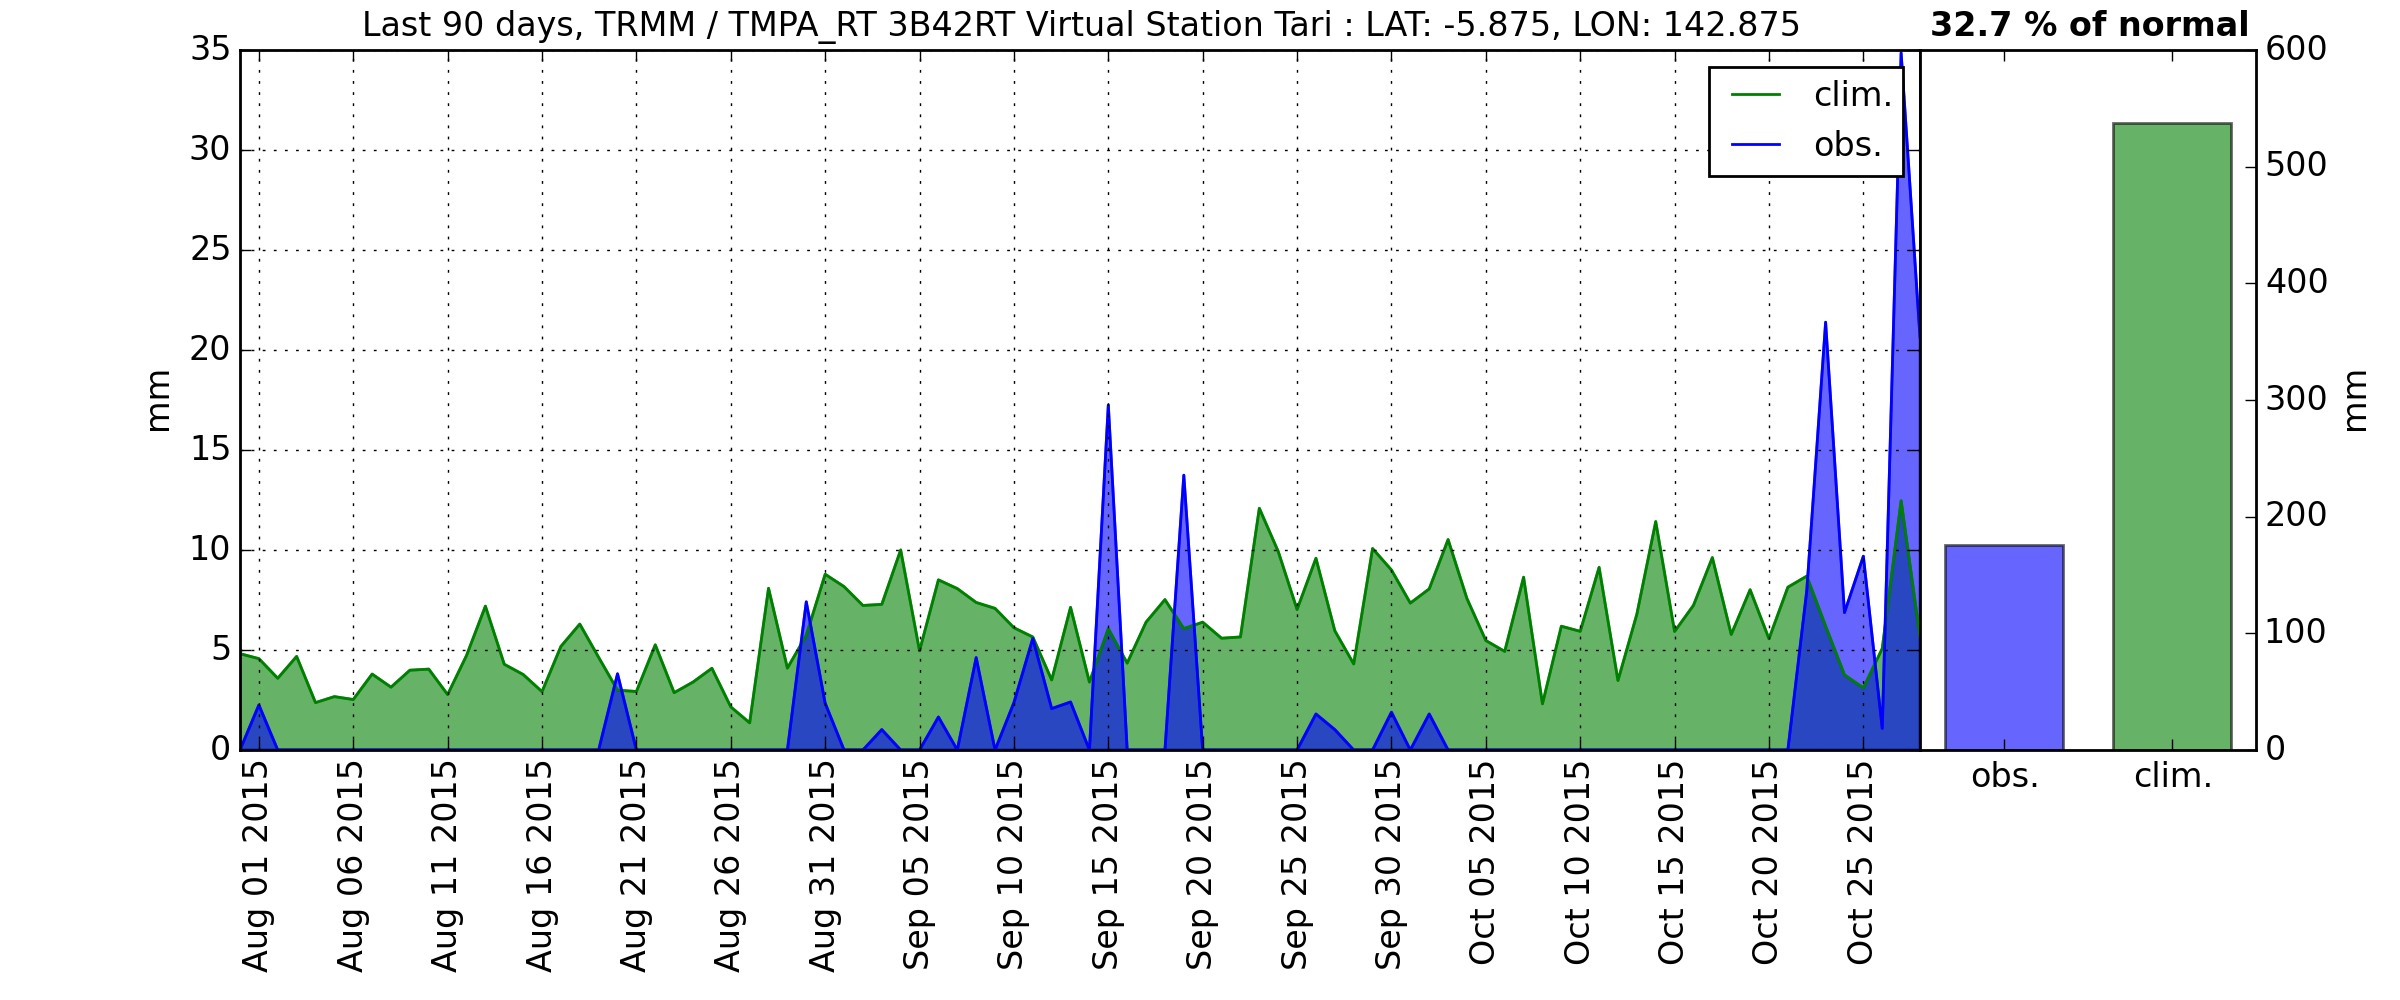 Last 90 days, TRMM / TMPA_RT 3B42RT Virtual Station Tari : LAT: -5.875, LON: 142.875
32.7 % of normal
35
30
25
20
15
10
5
0
mm
clim.
obs.
600
500
400
300
200
100
0
mm
Aug 01 2015
Aug 06 2015
Aug 11 2015
Aug 16 2015
Aug 21 2015
Aug 26 2015
Aug 31 2015
Sep 05 2015
Sep 10 2015
Sep 15 2015
Sep 20 2015
Sep 25 2015
Sep 30 2015
Oct 05 2015
Oct 10 2015
Oct 15 2015
Oct 20 2015
Oct 25 2015
obs.
clim.